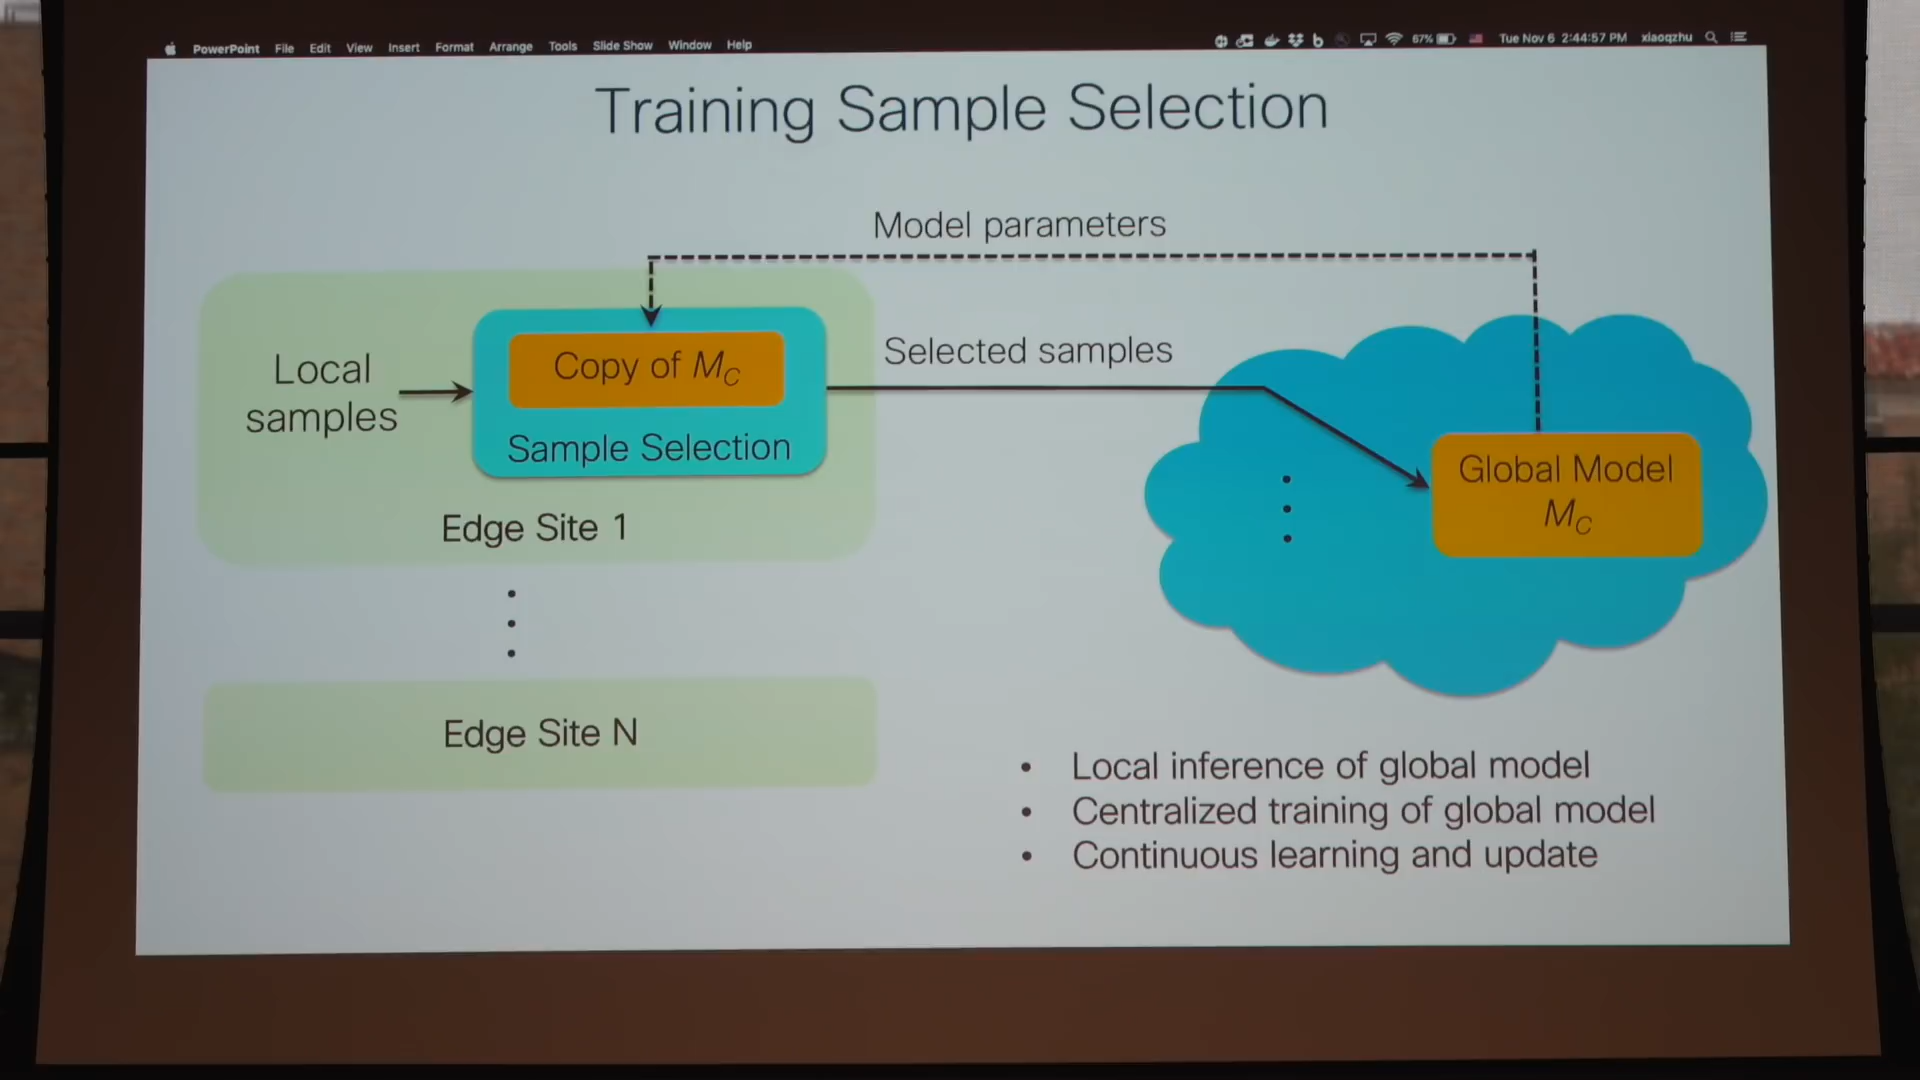 PowerPoint File Edit View Insert Format Arrange Tools Slide Show Window Help
67% Tue Nov 6 2:44:57 PM xiaoqzhu
Training Sample Selection
Model parameters
Selected samples
Local
samples
Copy of M_C
Sample Selection
Edge Site 1
Global Model
M_C
Edge Site N
• Local inference of global model
• Centralized training of global model
• Continuous learning and update